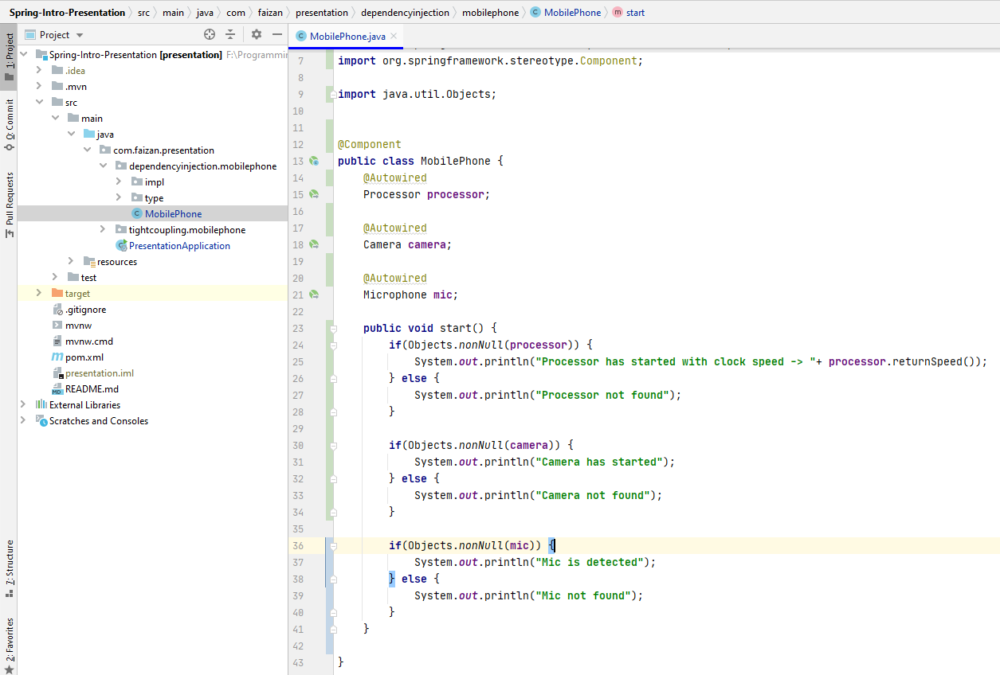 Spring-Intro-Presentation src main java com faizan presentation dependencyinjection mobilephone MobilePhone start
1: Project
0: Commit
Pull Requests
7: Structure
2: Favorites
Project
Spring-Intro-Presentation [presentation] F:\Programmin
.idea
.mvn
src
main
java
com.faizan.presentation
dependencyinjection.mobilephone
impl
type
MobilePhone
tightcoupling.mobilephone
PresentationApplication
resources
test
target
.gitignore
mvnw
mvnw.cmd
pom.xml
presentation.iml
README.md
External Libraries
Scratches and Consoles
MobilePhone.java
7 import org.springframework.stereotype.Component;
8
9 import java.util.Objects;
10
11
12 @Component
13 public class MobilePhone {
14 @Autowired
15 Processor processor;
16
17 @Autowired
18 Camera camera;
19
20 @Autowired
21 Microphone mic;
22
23 public void start() {
24 if(Objects.nonNull(processor)) {
25 System.out.println("Processor has started with clock speed -> "+ processor.returnSpeed());
26 } else {
27 System.out.println("Processor not found");
28 }
29
30 if(Objects.nonNull(camera)) {
31 System.out.println("Camera has started");
32 } else {
33 System.out.println("Camera not found");
34 }
35
36 if(Objects.nonNull(mic)) {
37 System.out.println("Mic is detected");
38 } else {
39 System.out.println("Mic not found");
40 }
41 }
42
43 }